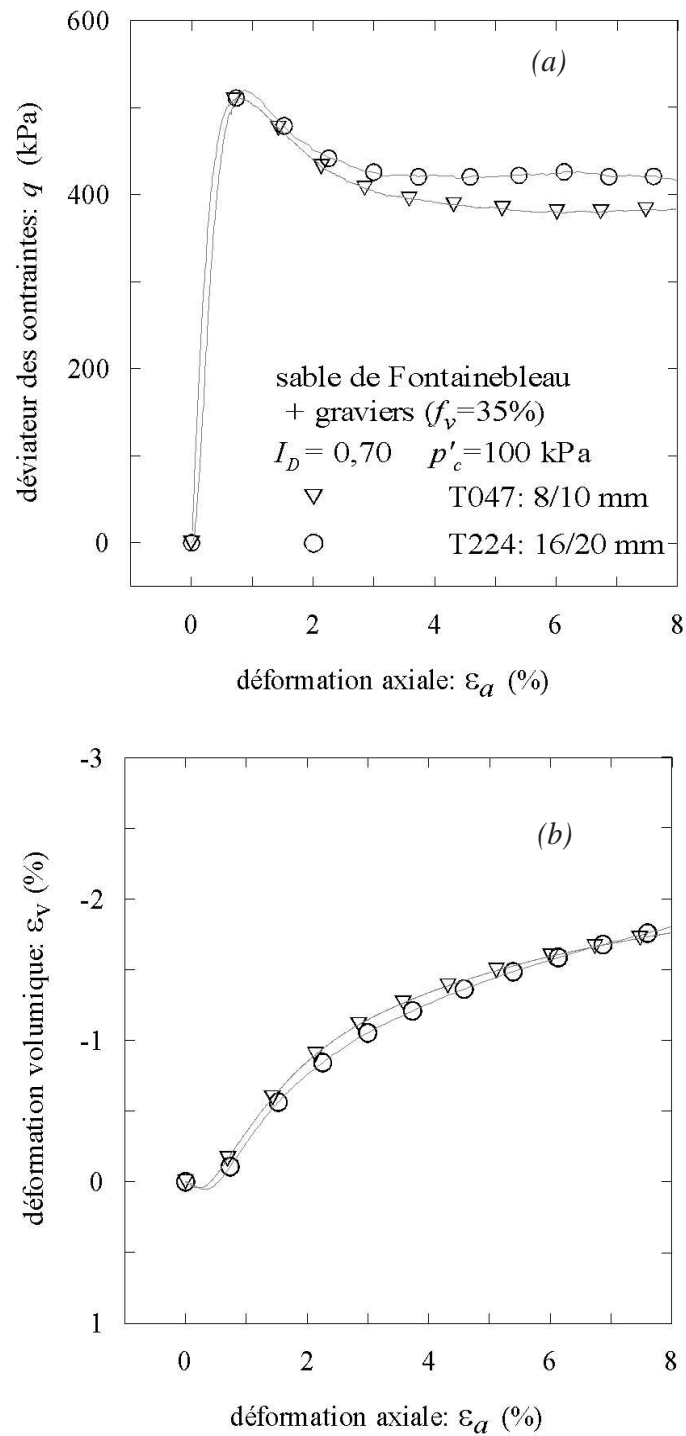 600
(a)
400
200
0
déviateur des contraintes: q (kPa)
sable de Fontainebleau
+ graviers (fv=35%)
ID = 0,70 p'c=100 kPa
T047: 8/10 mm
T224: 16/20 mm
0 2 4 6 8
déformation axiale: εa (%)
-3
(b)
-2
-1
0
1
déformation volumique: εv (%)
0 2 4 6 8
déformation axiale: εa (%)